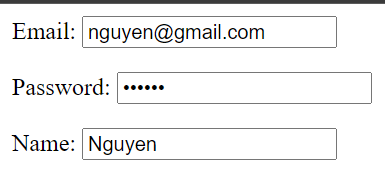 Email: nguyen@gmail.com
Password: ••••••
Name: Nguyen